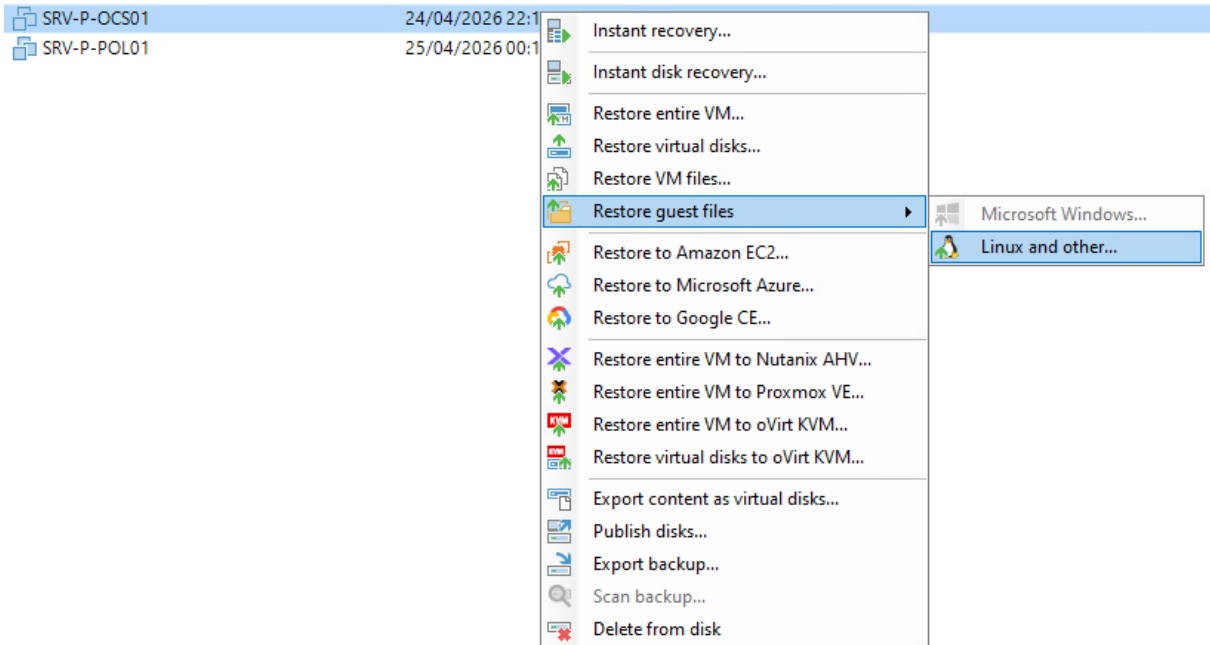 SRV-P-OCS01 24/04/2026 22:1
SRV-P-POL01 25/04/2026 00:1
Instant recovery...
Instant disk recovery...
Restore entire VM...
Restore virtual disks...
Restore VM files...
Restore guest files
Microsoft Windows...
Linux and other...
Restore to Amazon EC2...
Restore to Microsoft Azure...
Restore to Google CE...
Restore entire VM to Nutanix AHV...
Restore entire VM to Proxmox VE...
Restore entire VM to oVirt KVM...
Restore virtual disks to oVirt KVM...
Export content as virtual disks...
Publish disks...
Export backup...
Scan backup...
Delete from disk